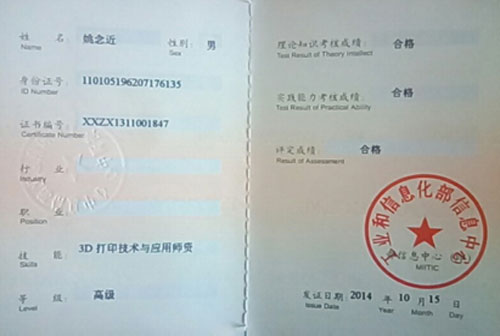 姓 名: 姚念近 性别: 男
Name Sex
身份证号: 110105196207176135
ID Number
证书编号: XXZX1311001847
Certificate Number
行 业
Industry
职 业
Position
技 能: 3D 打印技术与应用师资
Skills
等 级: 高级
Level
理论知识考核成绩: 合格
Test Result of Theory Intellect
实践能力考核成绩: 合格
Test Result of Practical Ability
评定成绩: 合格
Result of Assessment
工业和信息化部信息中心
信息中心
MIITIC
发证日期: 2014 年 10 月 15 日
Issue Date Year Month Day